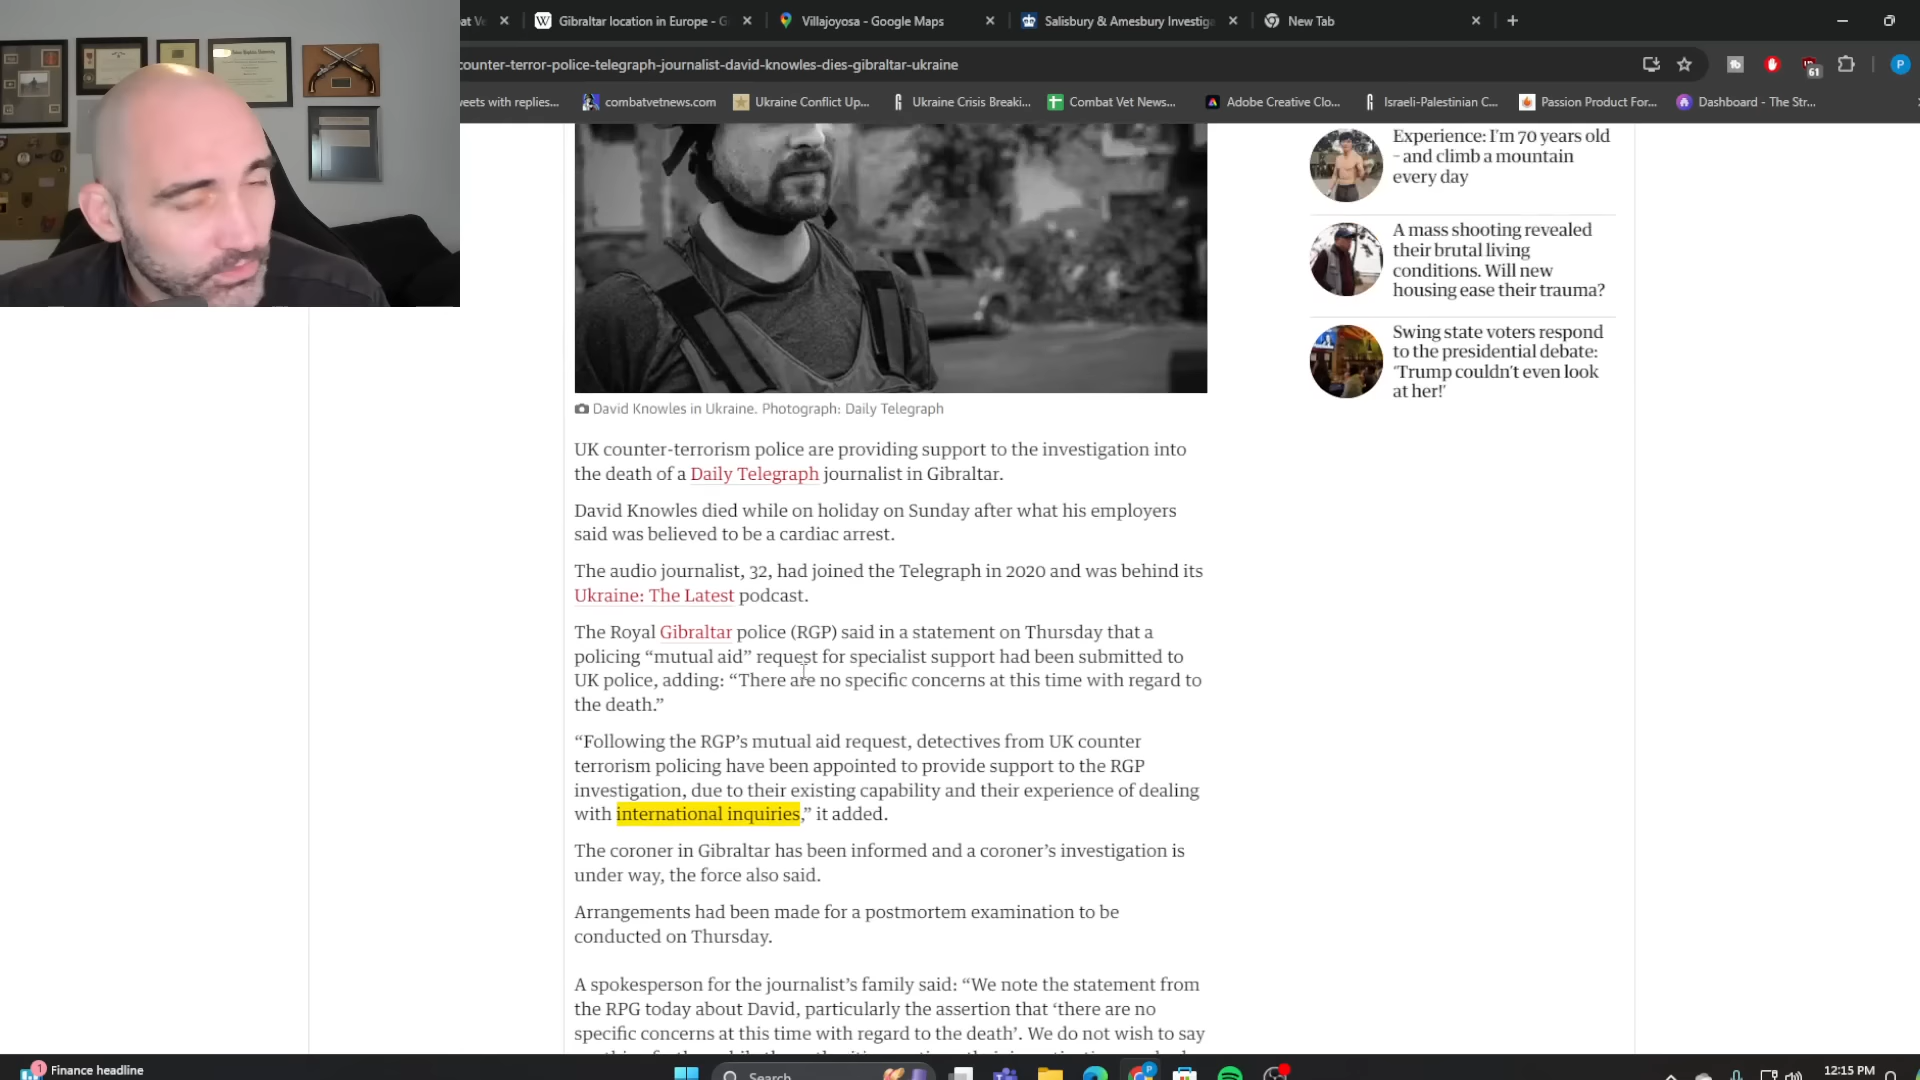 at Ve
Gibraltar location in Europe - G
Villajoyosa - Google Maps
Salisbury & Amesbury Investiga
New Tab
counter-terror-police-telegraph-journalist-david-knowles-dies-gibraltar-ukraine
61
P
weets with replies...
combatvetnews.com
Ukraine Conflict Up...
Ukraine Crisis Breaki...
Combat Vet News...
Adobe Creative Clo...
Israeli-Palestinian C...
Passion Product For...
Dashboard - The Str...
David Knowles in Ukraine. Photograph: Daily Telegraph
UK counter-terrorism police are providing support to the investigation into
the death of a Daily Telegraph journalist in Gibraltar.
David Knowles died while on holiday on Sunday after what his employers
said was believed to be a cardiac arrest.
The audio journalist, 32, had joined the Telegraph in 2020 and was behind its
Ukraine: The Latest podcast.
The Royal Gibraltar police (RGP) said in a statement on Thursday that a
policing “mutual aid” request for specialist support had been submitted to
UK police, adding: “There are no specific concerns at this time with regard to
the death.”
“Following the RGP’s mutual aid request, detectives from UK counter
terrorism policing have been appointed to provide support to the RGP
investigation, due to their existing capability and their experience of dealing
with international inquiries,” it added.
The coroner in Gibraltar has been informed and a coroner’s investigation is
under way, the force also said.
Arrangements had been made for a postmortem examination to be
conducted on Thursday.
A spokesperson for the journalist’s family said: “We note the statement from
the RPG today about David, particularly the assertion that ‘there are no
specific concerns at this time with regard to the death’. We do not wish to say
Experience: I’m 70 years old
– and climb a mountain
every day
A mass shooting revealed
their brutal living
conditions. Will new
housing ease their trauma?
Swing state voters respond
to the presidential debate:
‘Trump couldn’t even look
at her!’
1
Finance headline
Search
12:15 PM